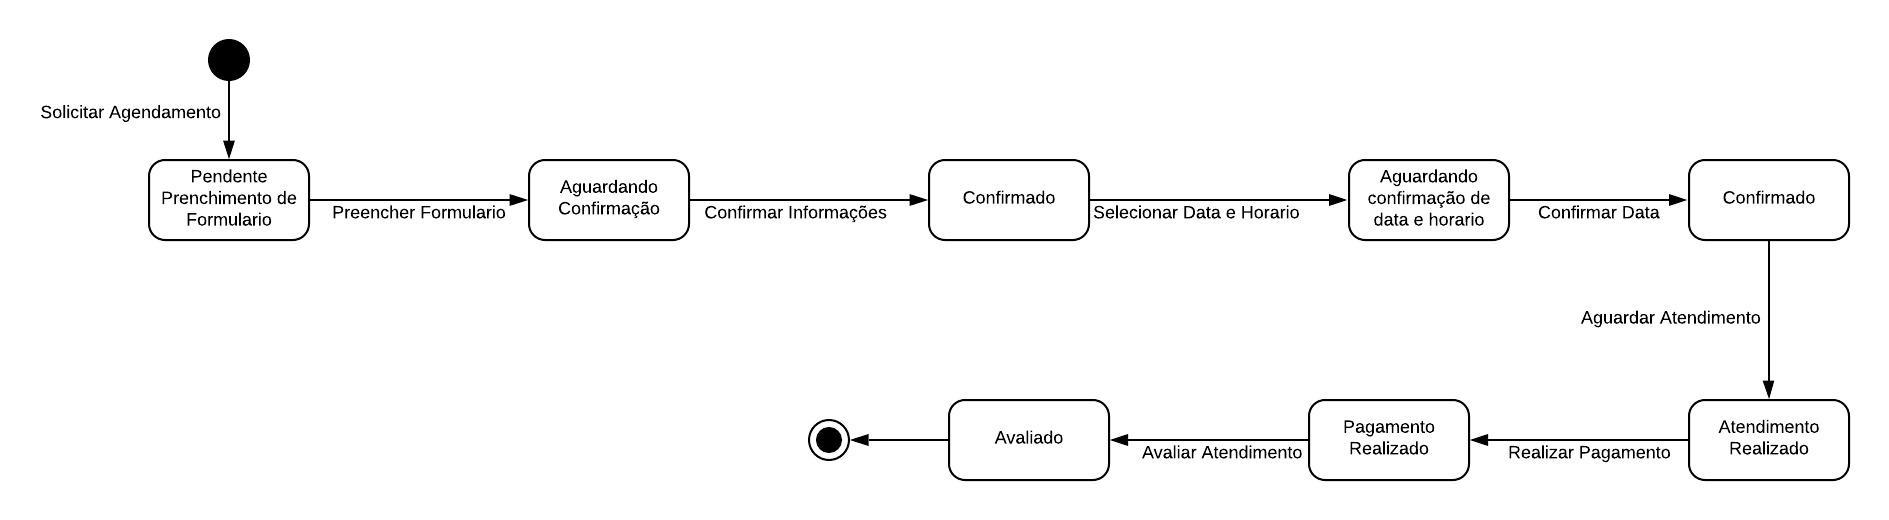 Solicitar Agendamento
Pendente
Prenchimento de
Formulario
Preencher Formulario
Aguardando
Confirmação
Confirmar Informações
Confirmado
Selecionar Data e Horario
Aguardando
confirmação de
data e horario
Confirmar Data
Confirmado
Aguardar Atendimento
Atendimento
Realizado
Realizar Pagamento
Pagamento
Realizado
Avaliar Atendimento
Avaliado